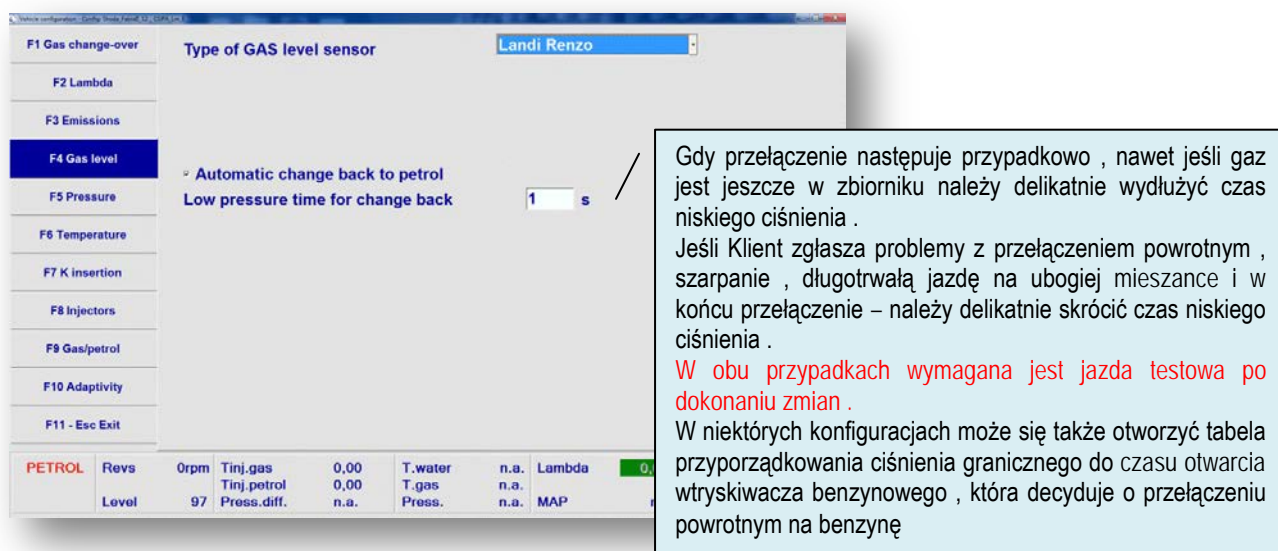 Vehicle configuration - Config: Skoda Fabia
F1 Gas change-over
F2 Lambda
F3 Emissions
F4 Gas level
F5 Pressure
F6 Temperature
F7 K insertion
F8 Injectors
F9 Gas/petrol
F10 Adaptivity
F11 - Esc Exit
Type of GAS level sensor Landi Renzo
Automatic change back to petrol
Low pressure time for change back 1 s
PETROL Revs 0rpm Tinj.gas 0,00 T.water n.a. Lambda
Tinj.petrol 0,00 T.gas n.a.
Level 97 Press.diff. n.a. Press. n.a. MAP
Gdy przełączenie następuje przypadkowo , nawet jeśli gaz
jest jeszcze w zbiorniku należy delikatnie wydłużyć czas
niskiego ciśnienia .
Jeśli Klient zgłasza problemy z przełączeniem powrotnym ,
szarpanie , długotrwałą jazdę na ubogiej mieszance i w
końcu przełączenie – należy delikatnie skrócić czas niskiego
ciśnienia .
W obu przypadkach wymagana jest jazda testowa po
dokonaniu zmian .
W niektórych konfiguracjach może się także otworzyć tabela
przyporządkowania ciśnienia granicznego do czasu otwarcia
wtryskiwacza benzynowego , która decyduje o przełączeniu
powrotnym na benzynę